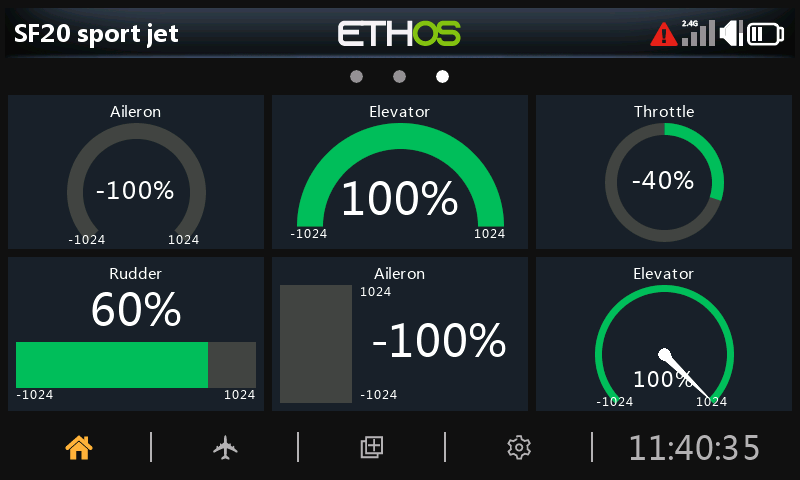 SF20 sport jet
ETHOS
2.4G
Aileron
-100%
-1024 1024
Elevator
100%
-1024 1024
Throttle
-40%
Rudder
60%
-1024 1024
Aileron
1024
-100%
-1024
Elevator
100%
-1024 1024
11:40:35